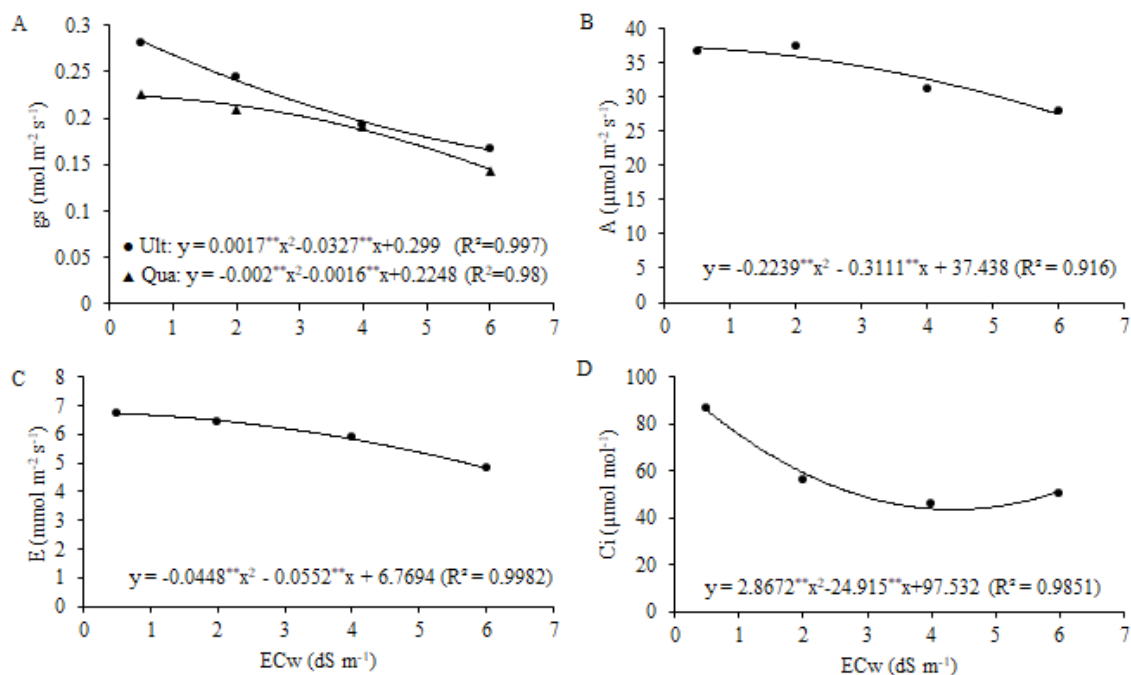 A
gs (mol m⁻² s⁻¹)
0.3
0.25
0.2
0.15
0.1
0.05
0
● Ult: y = 0.0017**x²-0.0327**x+0.299 (R²=0.997)
▲ Qua: y = -0.002**x²-0.0016**x+0.2248 (R²=0.98)
0 1 2 3 4 5 6 7
B
A (µmol m⁻² s⁻¹)
40
35
30
25
20
15
10
5
0
y = -0.2239**x² - 0.3111**x + 37.438 (R² = 0.916)
0 1 2 3 4 5 6 7
C
E (mmol m⁻² s⁻¹)
8
7
6
5
4
3
2
1
0
y = -0.0448**x² - 0.0552**x + 6.7694 (R² = 0.9982)
0 1 2 3 4 5 6 7
ECw (dS m⁻¹)
D
Ci (µmol mol⁻¹)
100
80
60
40
20
0
y = 2.8672**x²-24.915**x+97.532 (R² = 0.9851)
0 1 2 3 4 5 6 7
ECw (dS m⁻¹)